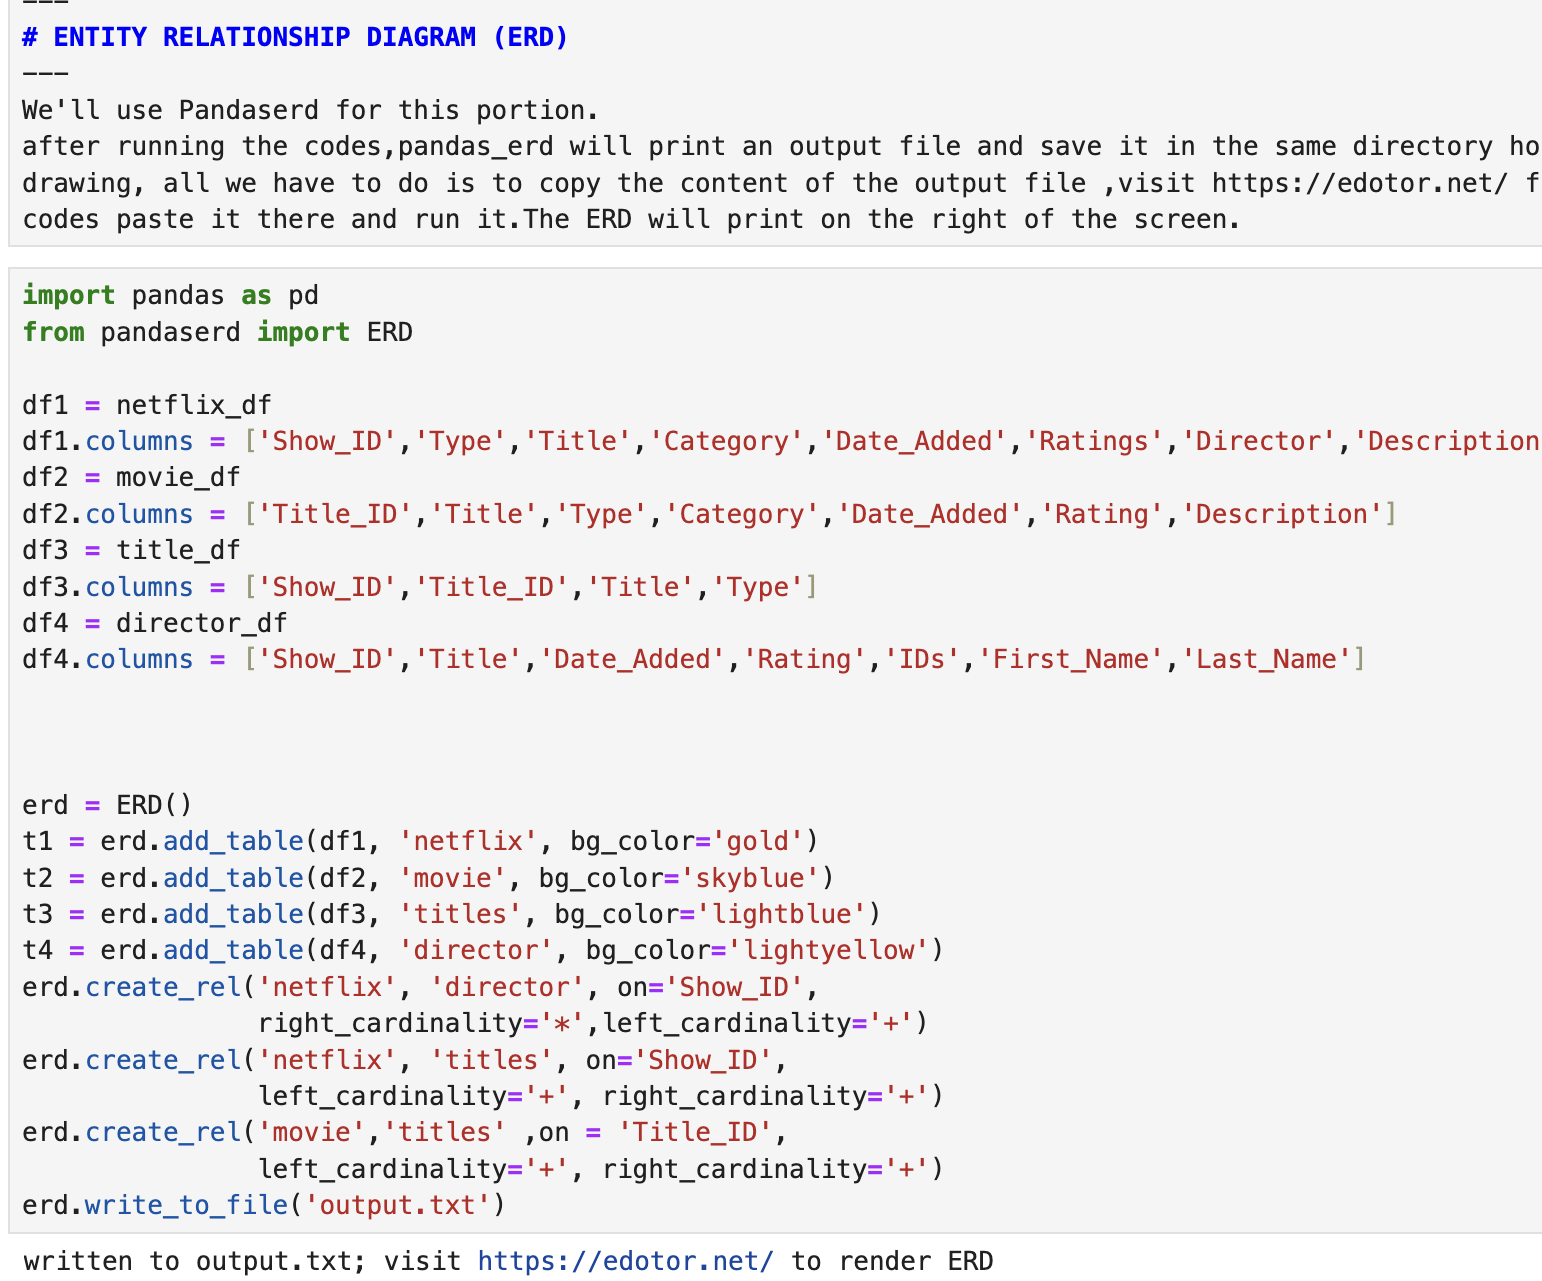 ---
# ENTITY RELATIONSHIP DIAGRAM (ERD)
---
We'll use Pandaserd for this portion.
after running the codes,pandas_erd will print an output file and save it in the same directory ho
drawing, all we have to do is to copy the content of the output file ,visit https://edotor.net/ f
codes paste it there and run it.The ERD will print on the right of the screen.
import pandas as pd
from pandaserd import ERD
df1 = netflix_df
df1.columns = ['Show_ID','Type','Title','Category','Date_Added','Ratings','Director','Description
df2 = movie_df
df2.columns = ['Title_ID','Title','Type','Category','Date_Added','Rating','Description']
df3 = title_df
df3.columns = ['Show_ID','Title_ID','Title','Type']
df4 = director_df
df4.columns = ['Show_ID','Title','Date_Added','Rating','IDs','First_Name','Last_Name']
erd = ERD()
t1 = erd.add_table(df1, 'netflix', bg_color='gold')
t2 = erd.add_table(df2, 'movie', bg_color='skyblue')
t3 = erd.add_table(df3, 'titles', bg_color='lightblue')
t4 = erd.add_table(df4, 'director', bg_color='lightyellow')
erd.create_rel('netflix', 'director', on='Show_ID',
               right_cardinality='*',left_cardinality='+')
erd.create_rel('netflix', 'titles', on='Show_ID',
               left_cardinality='+', right_cardinality='+')
erd.create_rel('movie','titles' ,on = 'Title_ID',
               left_cardinality='+', right_cardinality='+')
erd.write_to_file('output.txt')
written to output.txt; visit https://edotor.net/ to render ERD